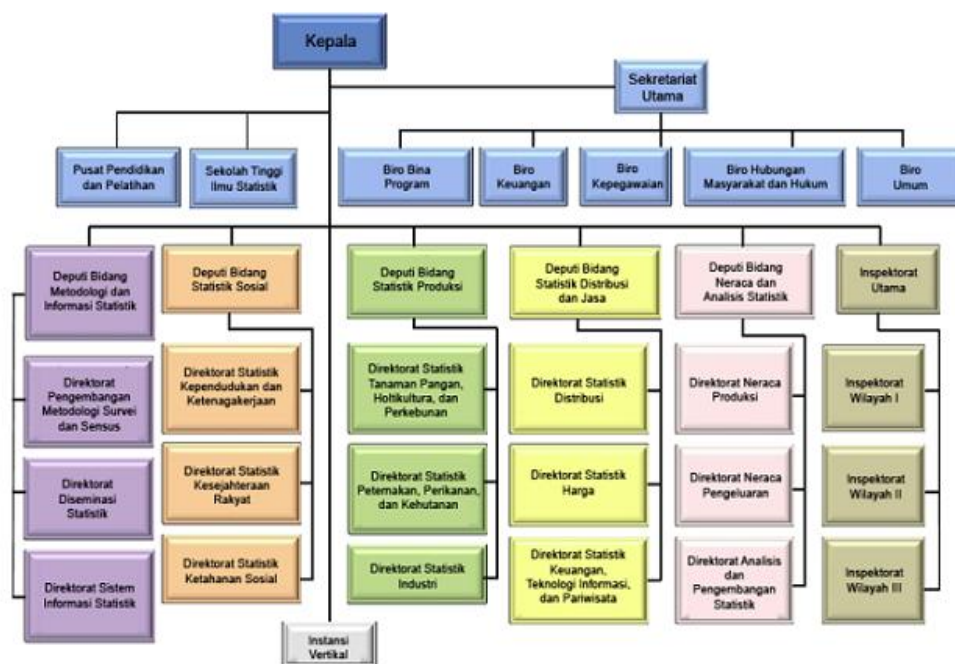 Kepala
Sekretariat
Utama
Pusat Pendidikan
dan Pelatihan
Sekolah Tinggi
Ilmu Statistik
Biro Bina
Program
Biro
Keuangan
Biro
Kepegawaian
Biro Hubungan
Masyarakat dan Hukum
Biro
Umum
Deputi Bidang
Metodologi dan
Informasi Statistik
Deputi Bidang
Statistik Sosial
Deputi Bidang
Statistik Produksi
Deputi Bidang
Statistik Distribusi
dan Jasa
Deputi Bidang
Neraca dan
Analisis Statistik
Inspektorat
Utama
Direktorat
Pengembangan
Metodologi Survei
dan Sensus
Direktorat Statistik
Kependudukan dan
Ketenagakerjaan
Direktorat Statistik
Tanaman Pangan,
Holtikultura, dan
Perkebunan
Direktorat Statistik
Distribusi
Direktorat Neraca
Produksi
Inspektorat
Wilayah I
Direktorat
Diseminasi
Statistik
Direktorat Statistik
Kesejahteraan
Rakyat
Direktorat Statistik
Peternakan, Perikanan,
dan Kehutanan
Direktorat Statistik
Harga
Direktorat Neraca
Pengeluaran
Inspektorat
Wilayah II
Direktorat Sistem
Informasi Statistik
Direktorat Statistik
Ketahanan Sosial
Direktorat Statistik
Industri
Direktorat Statistik
Keuangan,
Teknologi Informasi,
dan Pariwisata
Direktorat Analisis
dan
Pengembangan
Statistik
Inspektorat
Wilayah III
Instansi
Vertikal